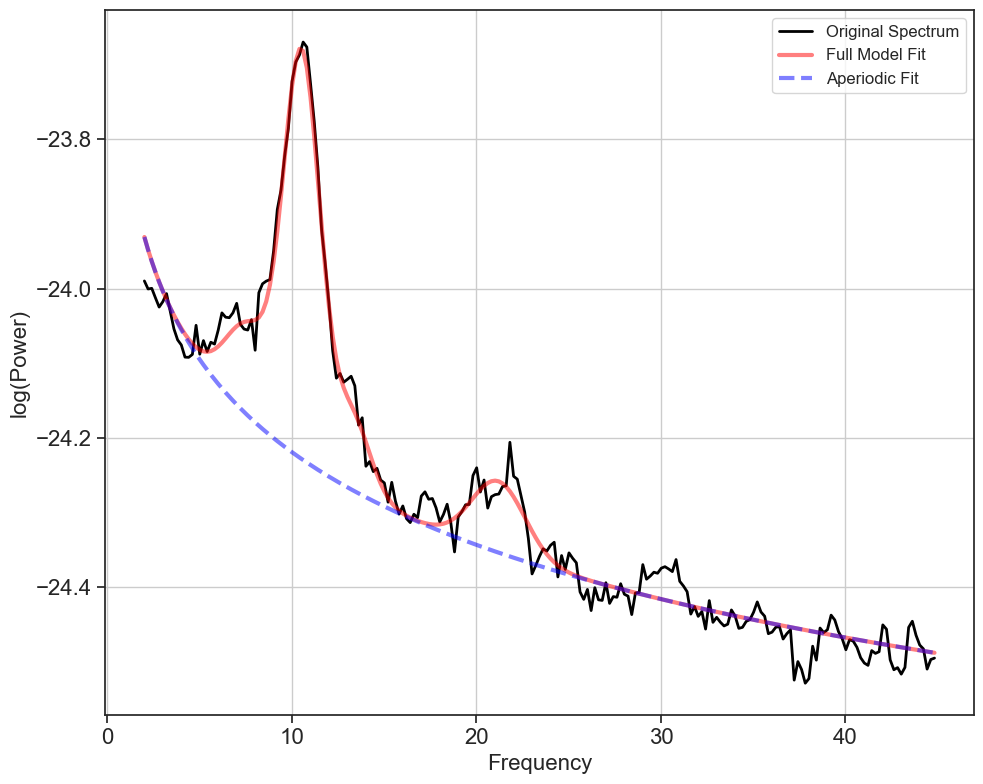 Original Spectrum
Full Model Fit
Aperiodic Fit
−23.8
−24.0
−24.2
−24.4
log(Power)
0 10 20 30 40
Frequency